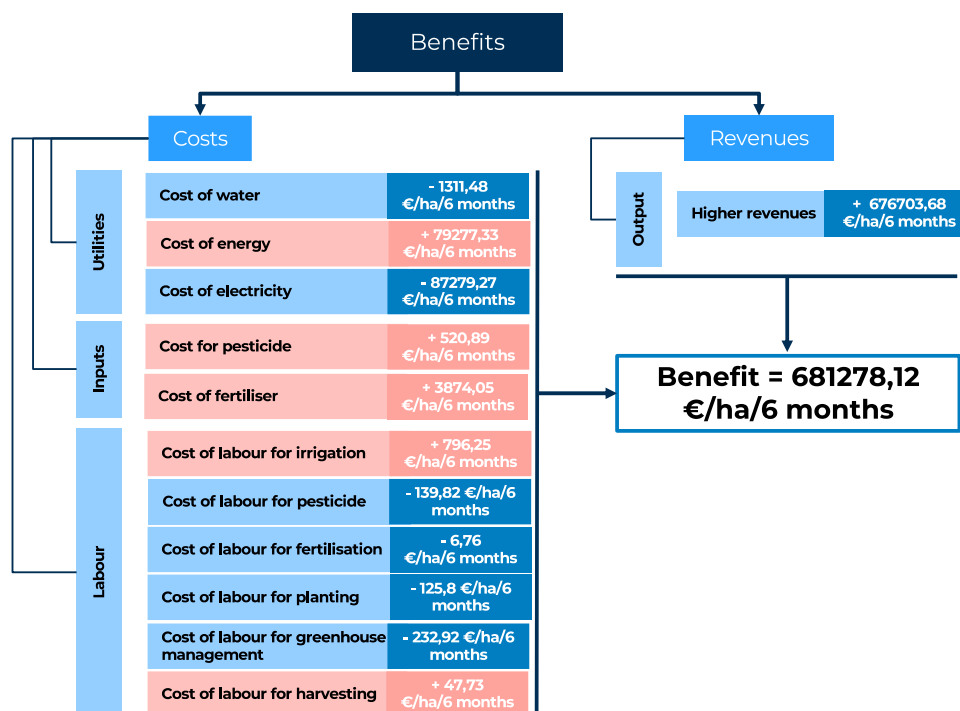 Benefits
Costs
Revenues
Utilities
Cost of water
- 1311,48
€/ha/6 months
Cost of energy
+ 79277,33
€/ha/6 months
Cost of electricity
- 87279,27
€/ha/6 months
Inputs
Cost for pesticide
+ 520,89
€/ha/6 months
Cost of fertiliser
+ 3874,05
€/ha/6 months
Labour
Cost of labour for irrigation
+ 796,25
€/ha/6 months
Cost of labour for pesticide
- 139,82 €/ha/6
months
Cost of labour for fertilisation
- 6,76
€/ha/6 months
Cost of labour for planting
- 125,8 €/ha/6
months
Cost of labour for greenhouse
management
- 232,92 €/ha/6
months
Cost of labour for harvesting
+ 47,73
€/ha/6 months
Output
Higher revenues
+ 676703,68
€/ha/6 months
Benefit = 681278,12
€/ha/6 months